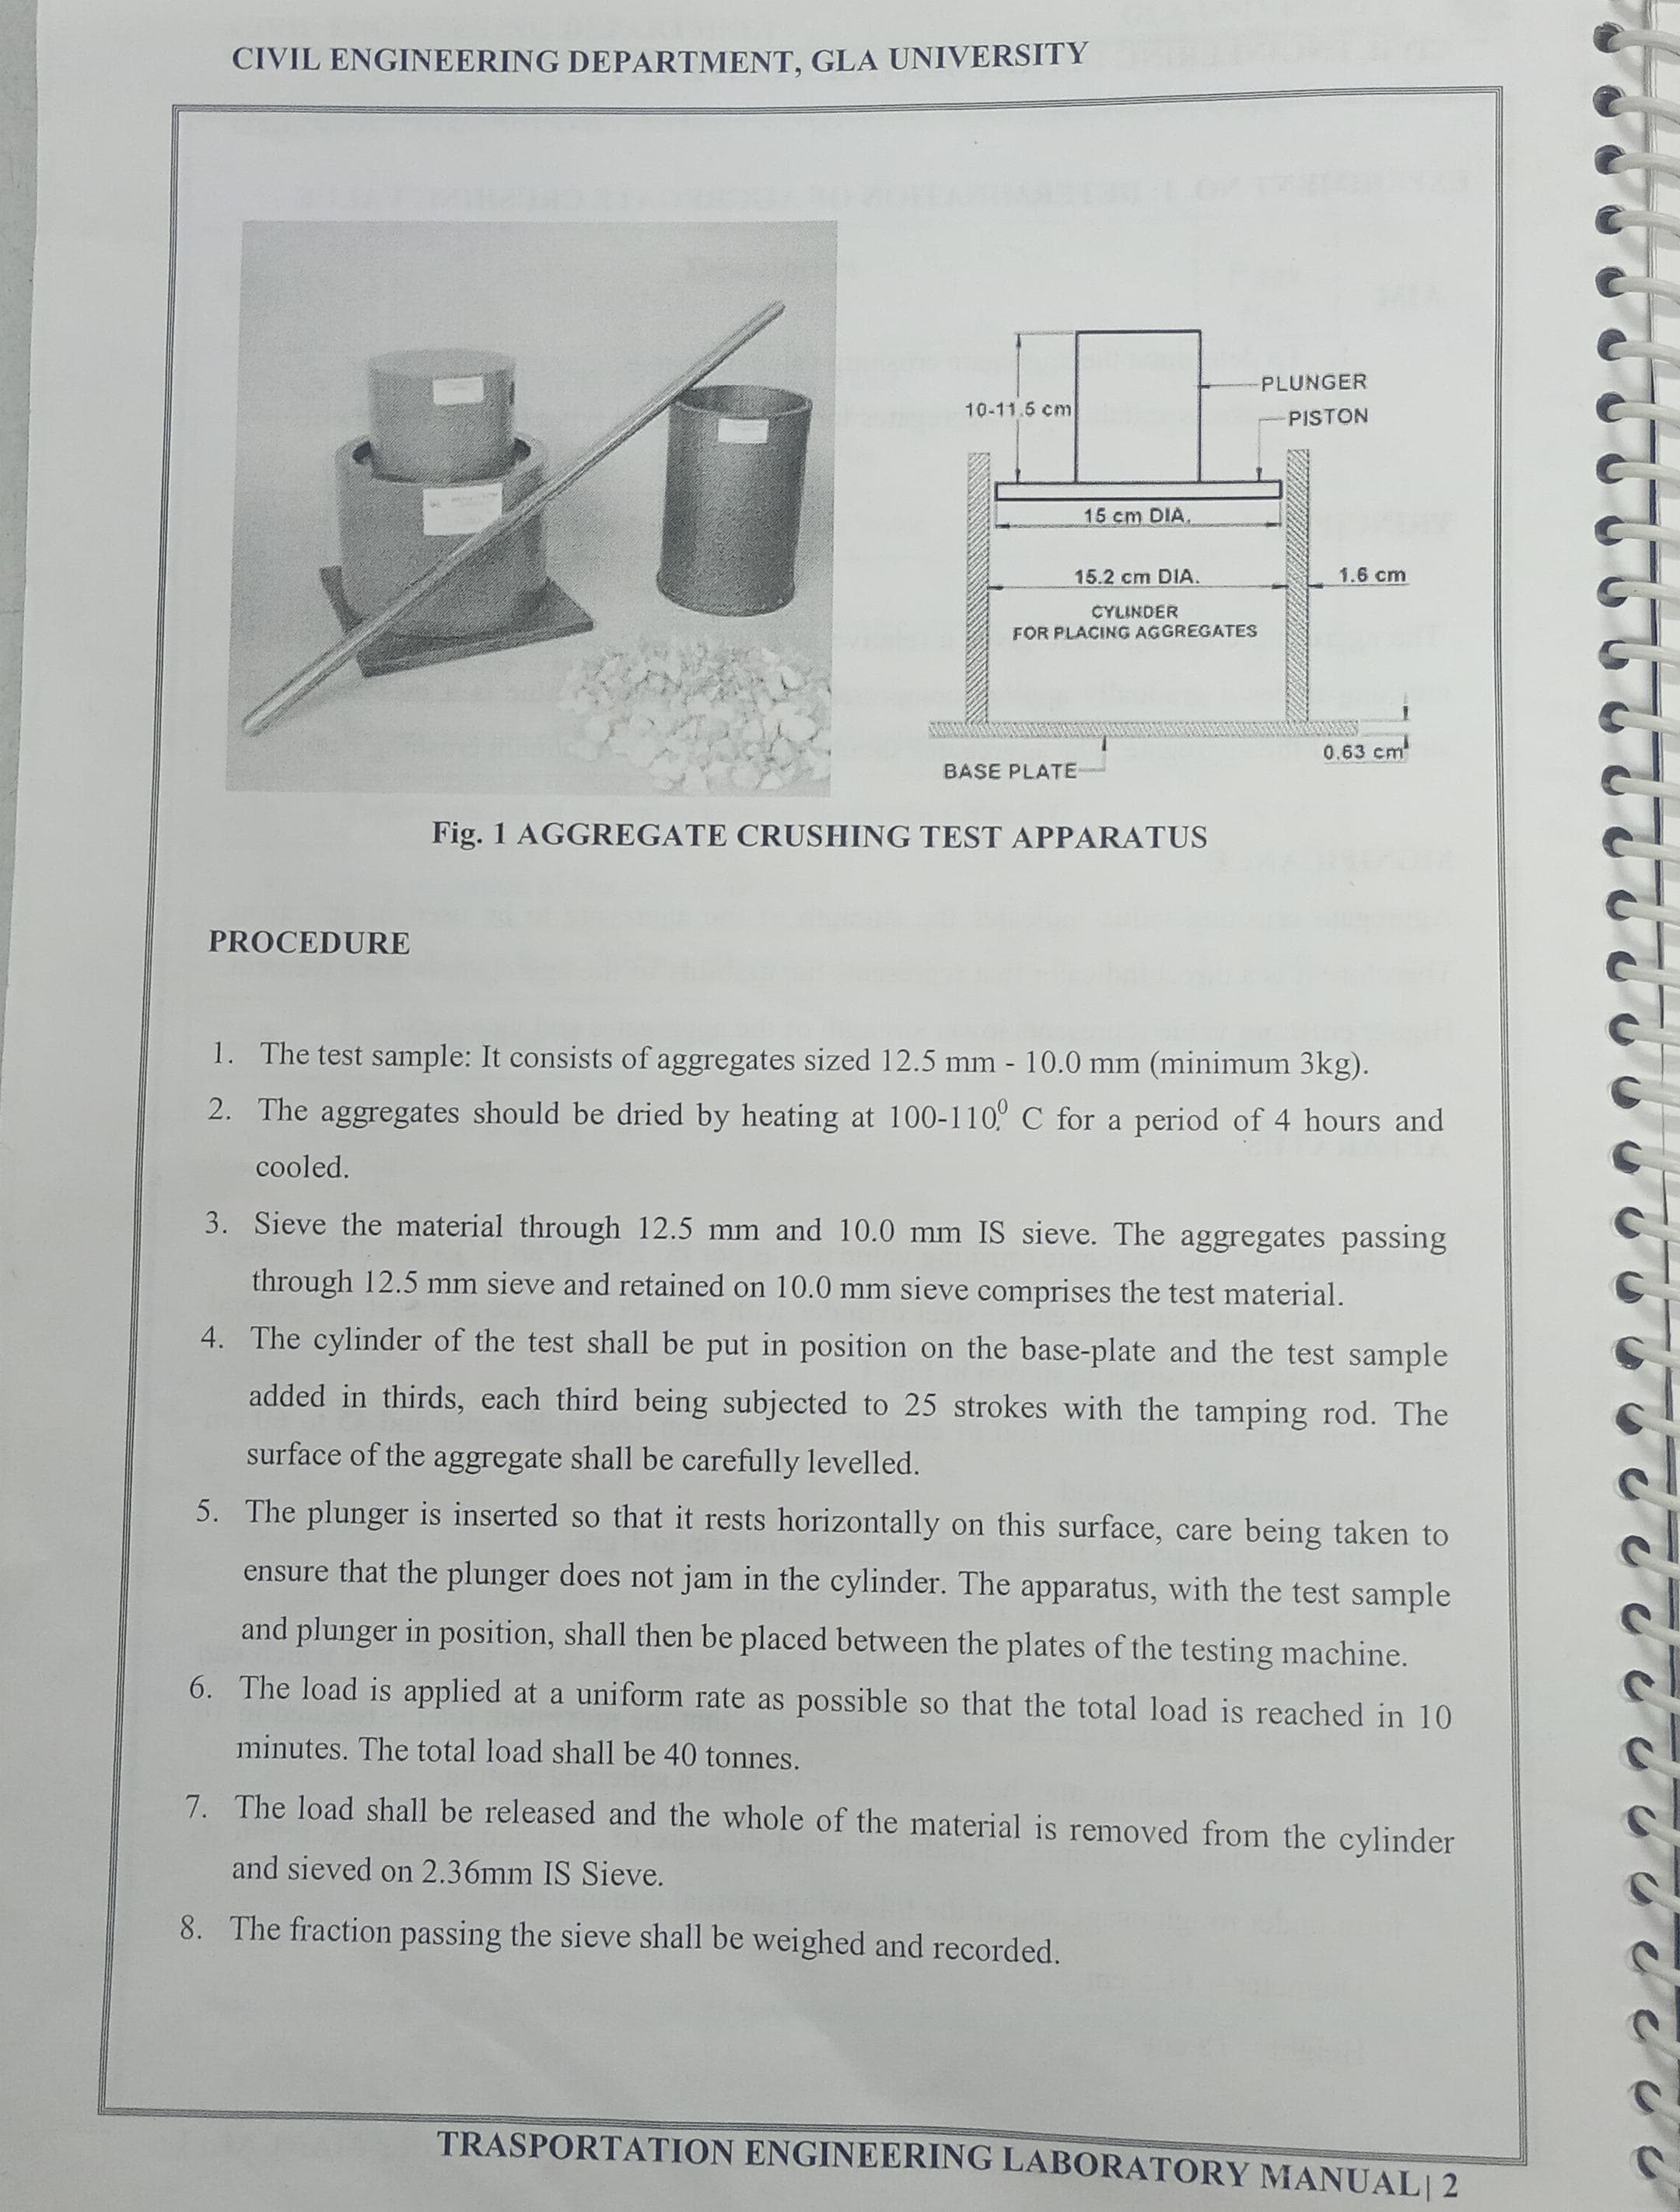 CIVIL ENGINEERING DEPARTMENT, GLA UNIVERSITY
10-11.5 cm
PLUNGER
PISTON
15 cm DIA.
15.2 cm DIA.
1.6 cm
CYLINDER
FOR PLACING AGGREGATES
0.63 cm
BASE PLATE
Fig. 1 AGGREGATE CRUSHING TEST APPARATUS
PROCEDURE
1. The test sample: It consists of aggregates sized 12.5 mm - 10.0 mm (minimum 3kg).
2. The aggregates should be dried by heating at 100-110⁰ C for a period of 4 hours and
cooled.
3. Sieve the material through 12.5 mm and 10.0 mm IS sieve. The aggregates passing
through 12.5 mm sieve and retained on 10.0 mm sieve comprises the test material.
4. The cylinder of the test shall be put in position on the base-plate and the test sample
added in thirds, each third being subjected to 25 strokes with the tamping rod. The
surface of the aggregate shall be carefully levelled.
5. The plunger is inserted so that it rests horizontally on this surface, care being taken to
ensure that the plunger does not jam in the cylinder. The apparatus, with the test sample
and plunger in position, shall then be placed between the plates of the testing machine.
6. The load is applied at a uniform rate as possible so that the total load is reached in 10
minutes. The total load shall be 40 tonnes.
7. The load shall be released and the whole of the material is removed from the cylinder
and sieved on 2.36mm IS Sieve.
8. The fraction passing the sieve shall be weighed and recorded.
TRASPORTATION ENGINEERING LABORATORY MANUAL| 2